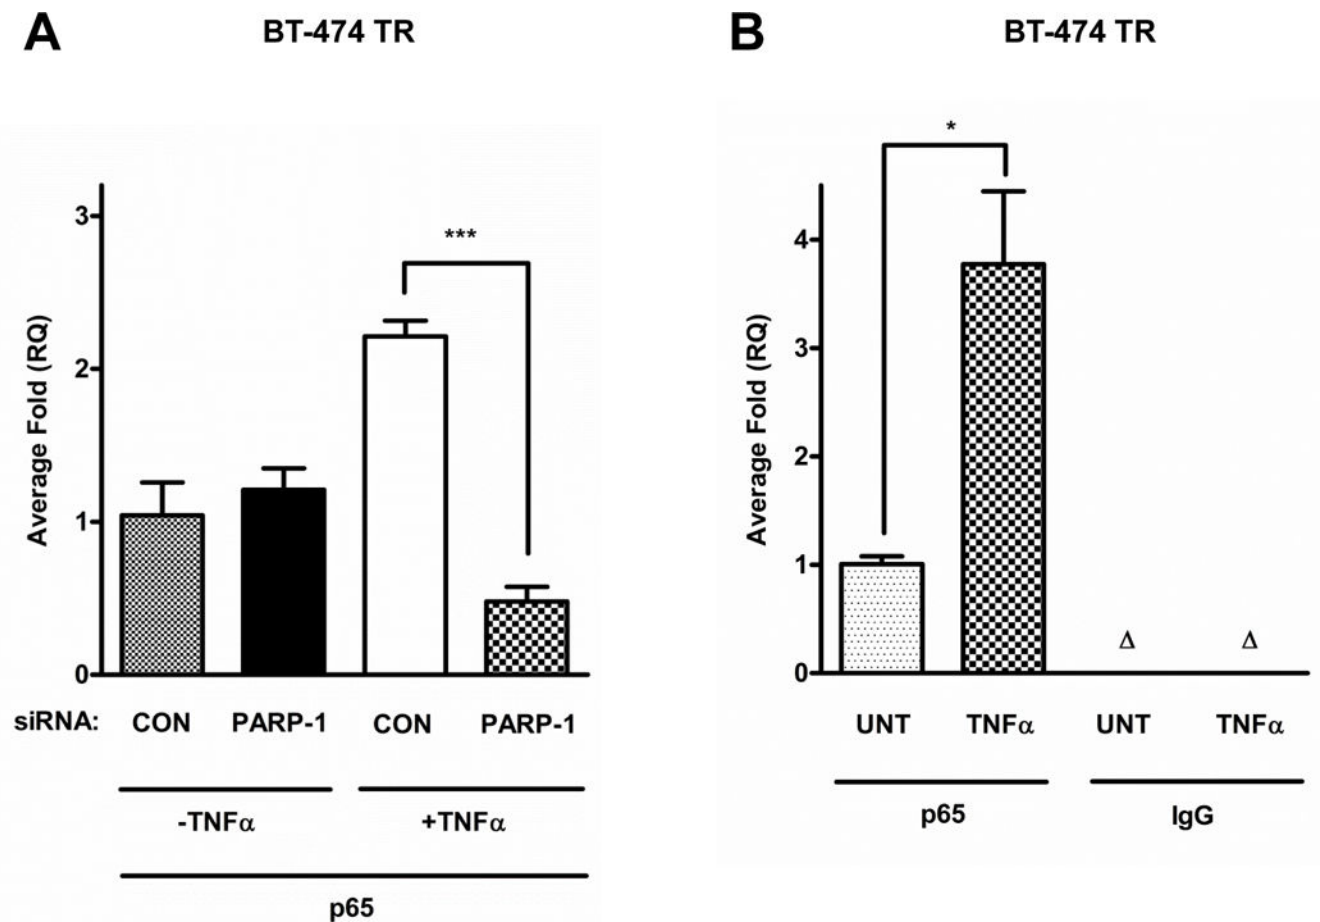 A
BT-474 TR
Average Fold (RQ)
3
2
1
0
***
siRNA: CON PARP-1 CON PARP-1
-TNFα +TNFα
p65
B
BT-474 TR
Average Fold (RQ)
4
3
2
1
0
*
Δ Δ
UNT TNFα UNT TNFα
p65 IgG